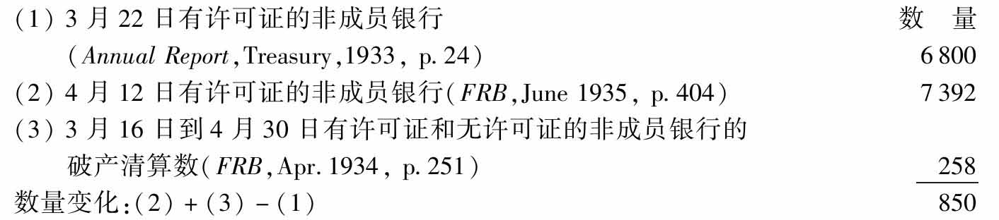 (1) 3 月 22 日有许可证的非成员银行 数 量
(Annual Report,Treasury,1933, p. 24) 6 800
(2) 4 月 12 日有许可证的非成员银行(FRB,June 1935, p. 404) 7 392
(3) 3 月 16 日到 4 月 30 日有许可证和无许可证的非成员银行的
破产清算数(FRB,Apr. 1934, p. 251) 258
数量变化:(2) + (3) - (1) 850